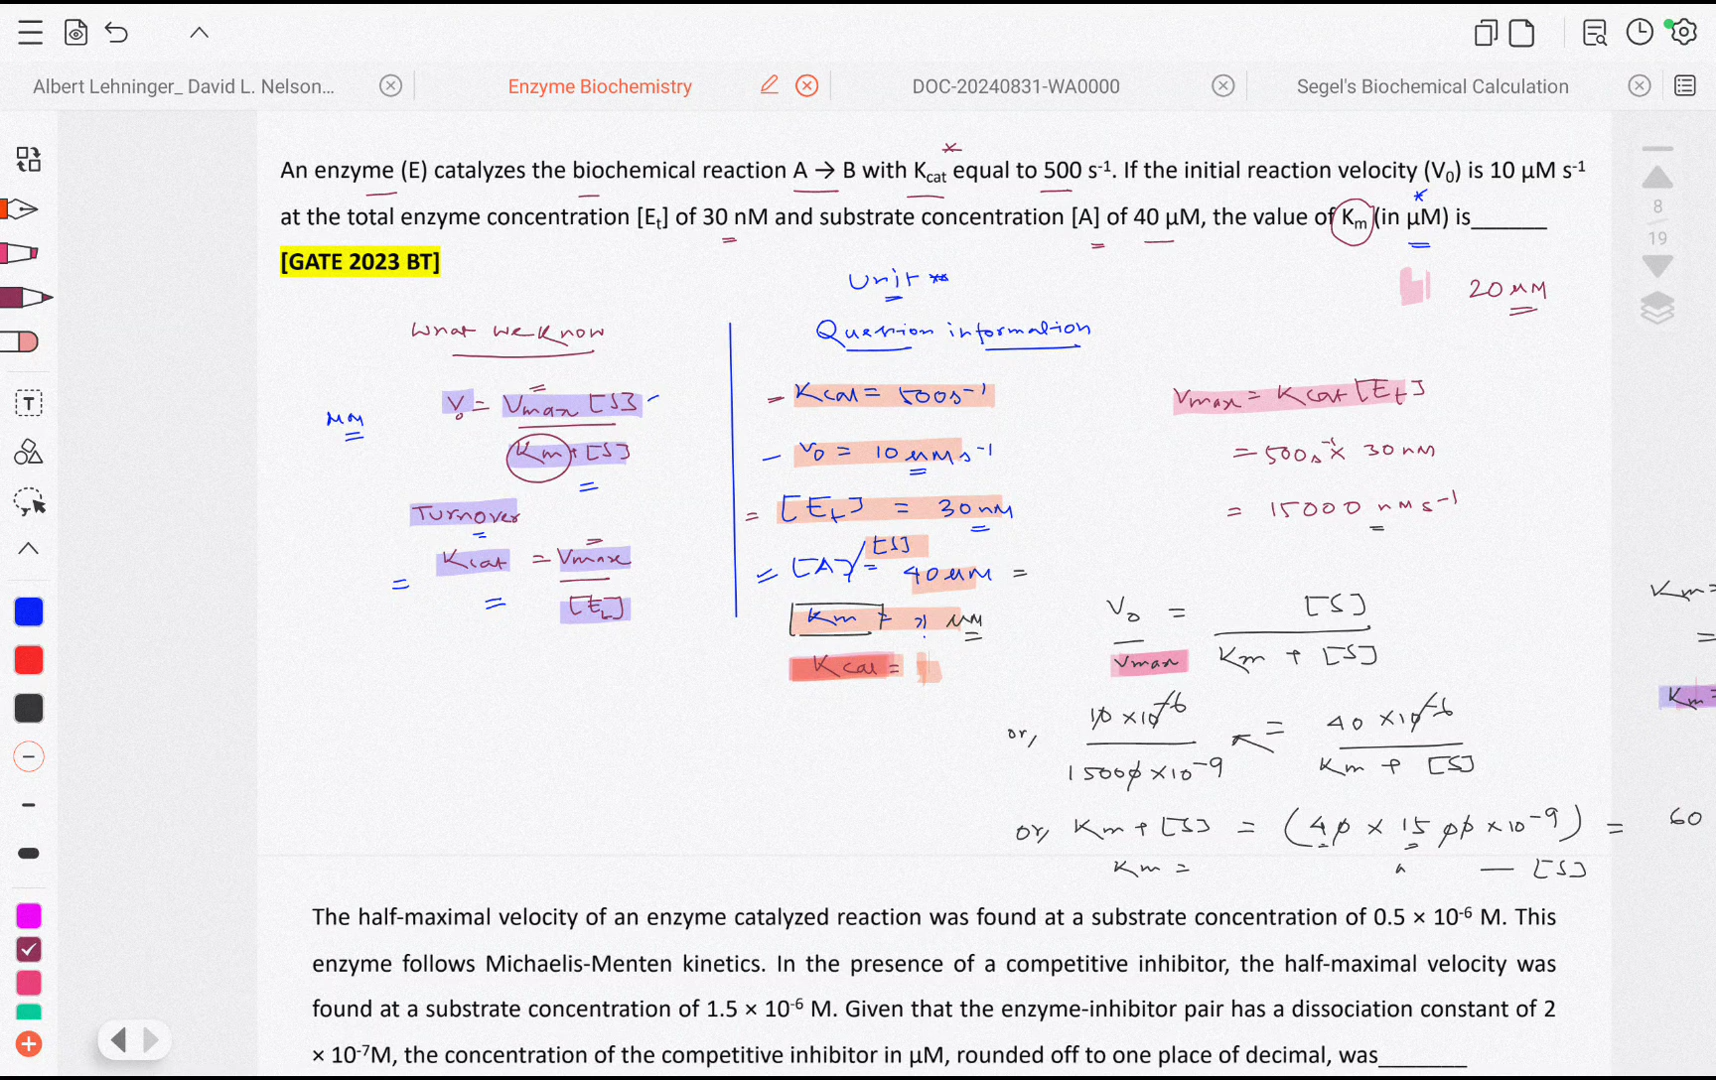 Albert Lehninger_ David L. Nelson...
Enzyme Biochemistry
DOC-20240831-WA0000
Segel's Biochemical Calculation
An enzyme (E) catalyzes the biochemical reaction A → B with Kcat equal to 500 s⁻¹. If the initial reaction velocity (V₀) is 10 μM s⁻¹
at the total enzyme concentration [Et] of 30 nM and substrate concentration [A] of 40 μM, the value of Km (in μM) is______
[GATE 2023 BT]
8
19
Unit **
20 μM
What we know
Question information
V₀ = Vmax [S]
Km + [S]
μM
Turnover
Kcat = Vmax
[Et]
Kcat = 500 s⁻¹
V₀ = 10 μM s⁻¹
[Et] = 30 nM
[S]
[A] = 40 μM =
Km = ? μM
Kcat =
Vmax = Kcat [Et]
= 500 s⁻¹ × 30 nM
= 15000 nM s⁻¹
V₀ = [S]
Vmax Km + [S]
or, 10 × 10⁻⁶ = 40 × 10⁻⁶
15000 × 10⁻⁹ Km + [S]
or, Km + [S] = (40 × 1500 × 10⁻⁹) = 60
Km = — [S]
Km =
=
Km =
The half-maximal velocity of an enzyme catalyzed reaction was found at a substrate concentration of 0.5 × 10⁻⁶ M. This
enzyme follows Michaelis-Menten kinetics. In the presence of a competitive inhibitor, the half-maximal velocity was
found at a substrate concentration of 1.5 × 10⁻⁶ M. Given that the enzyme-inhibitor pair has a dissociation constant of 2
× 10⁻⁷M, the concentration of the competitive inhibitor in μM, rounded off to one place of decimal, was_______